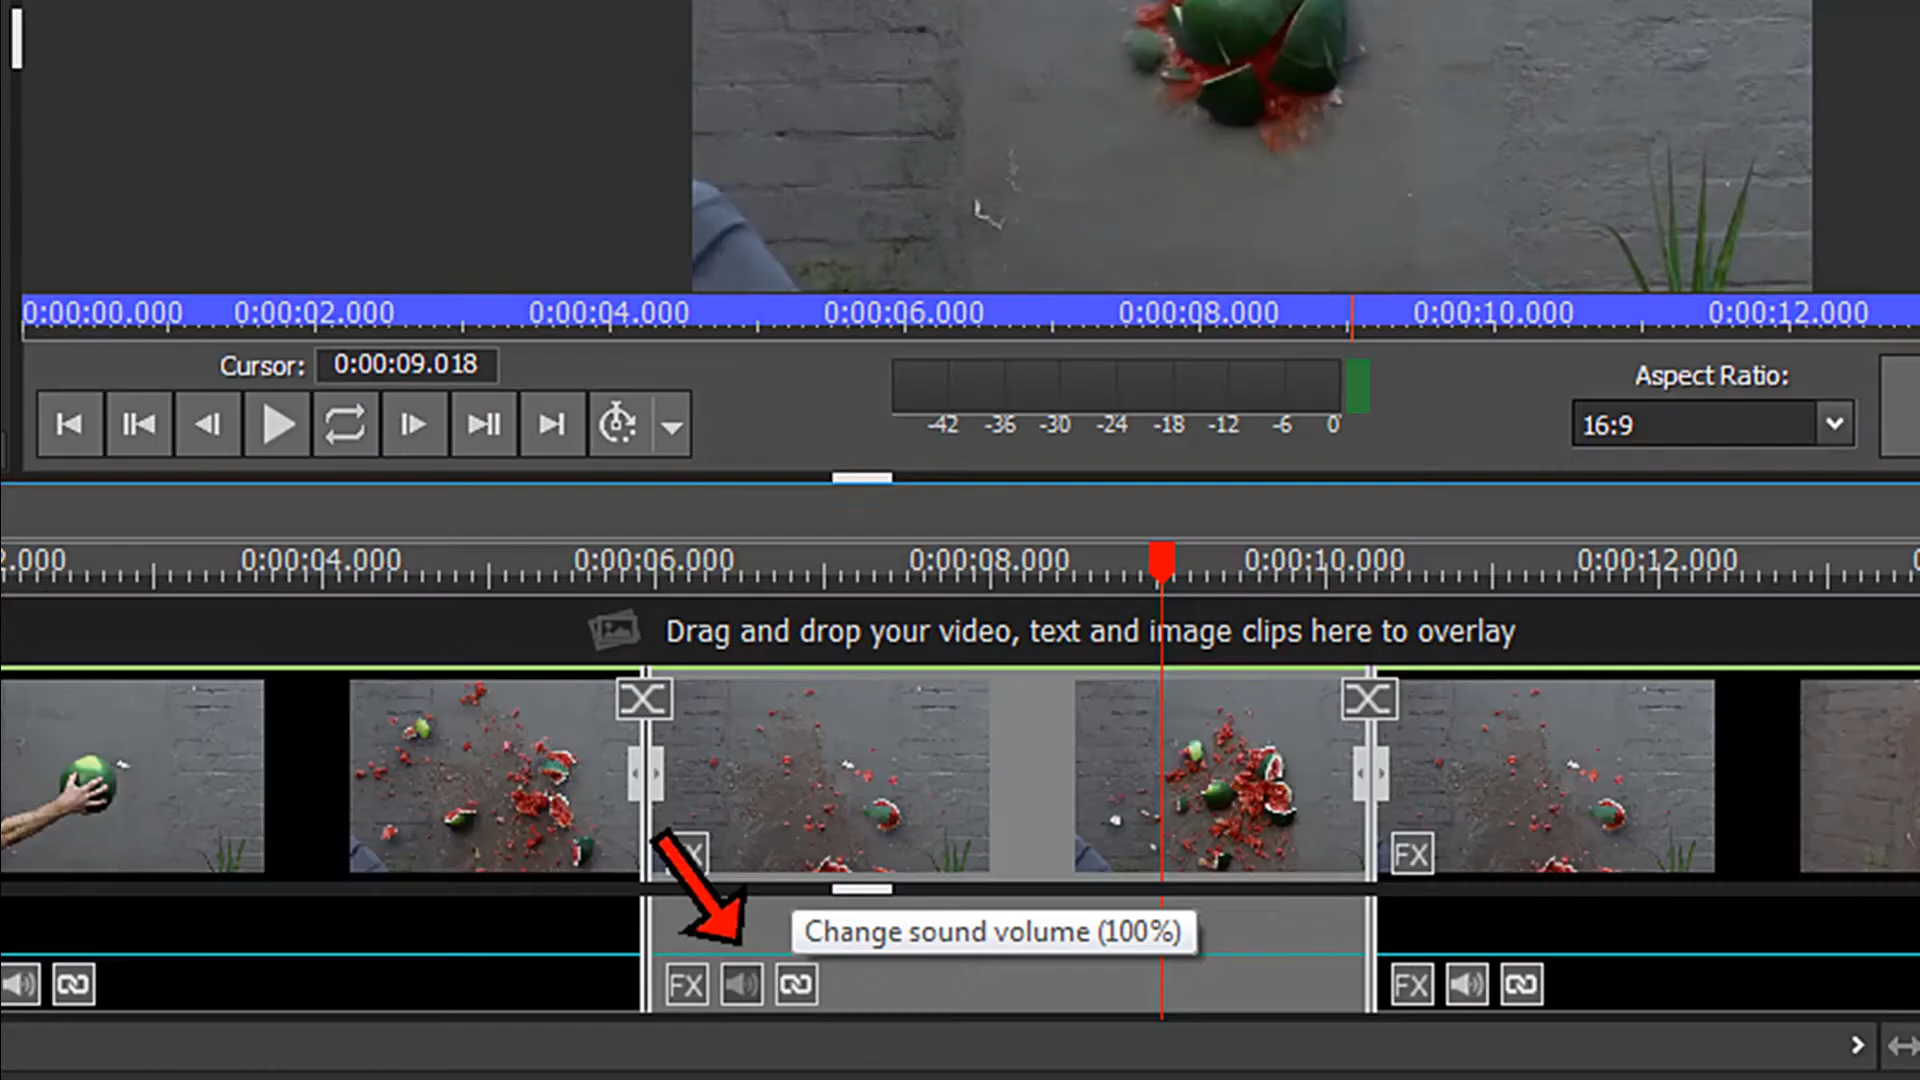 0:00:00.000 0:00:02.000 0:00:04.000 0:00:06.000 0:00:08.000 0:00:10.000 0:00:12.000
Cursor: 0:00:09.018
Aspect Ratio:
-42 -36 -30 -24 -18 -12 -6 0
16:9
2.000 0:00:04.000 0:00:06.000 0:00:08.000 0:00:10.000 0:00:12.000 0
Drag and drop your video, text and image clips here to overlay
X FX
Change sound volume (100%)
FX FX